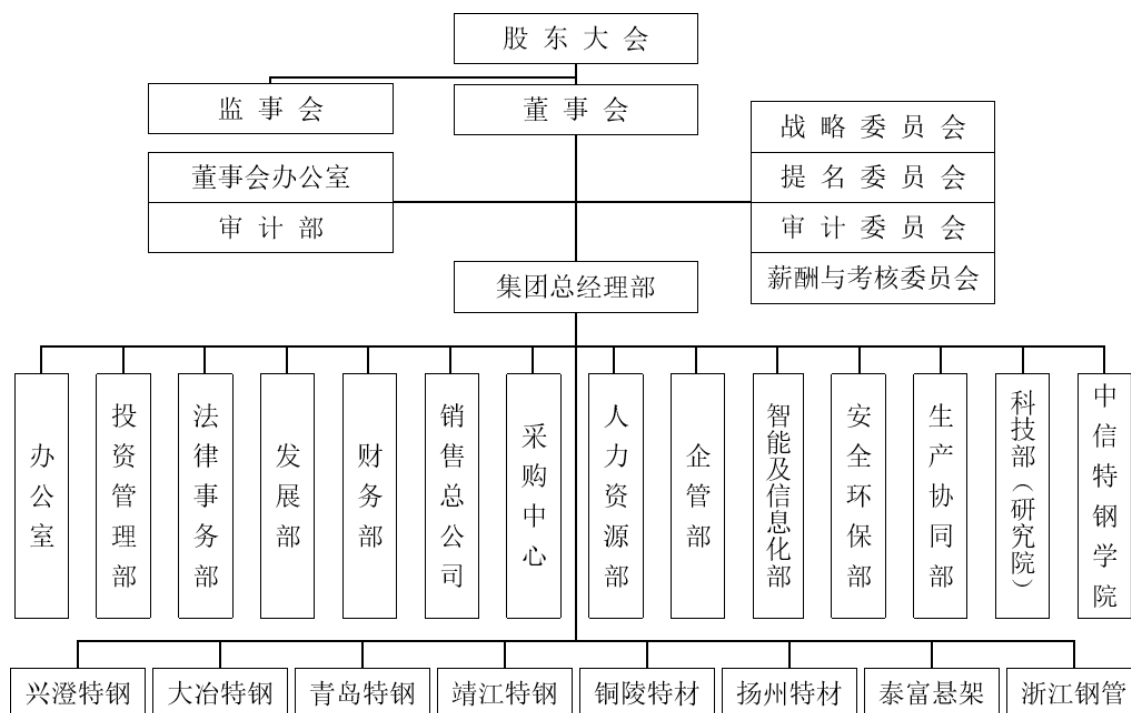 股东大会
监事会
董事会
战略委员会
董事会办公室
提名委员会
审计部
审计委员会
集团总经理部
薪酬与考核委员会
办公室
投资管理部
法律事务部
发展部
财务部
销售总公司
采购中心
人力资源部
企管部
智能及信息化部
安全环保部
生产协同部
科技部（研究院）
中信特钢学院
兴澄特钢
大冶特钢
青岛特钢
靖江特钢
铜陵特材
扬州特材
泰富悬架
浙江钢管